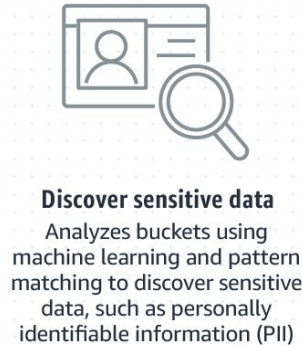 Discover sensitive data
Analyzes buckets using
machine learning and pattern
matching to discover sensitive
data, such as personally
identifiable information (PII)